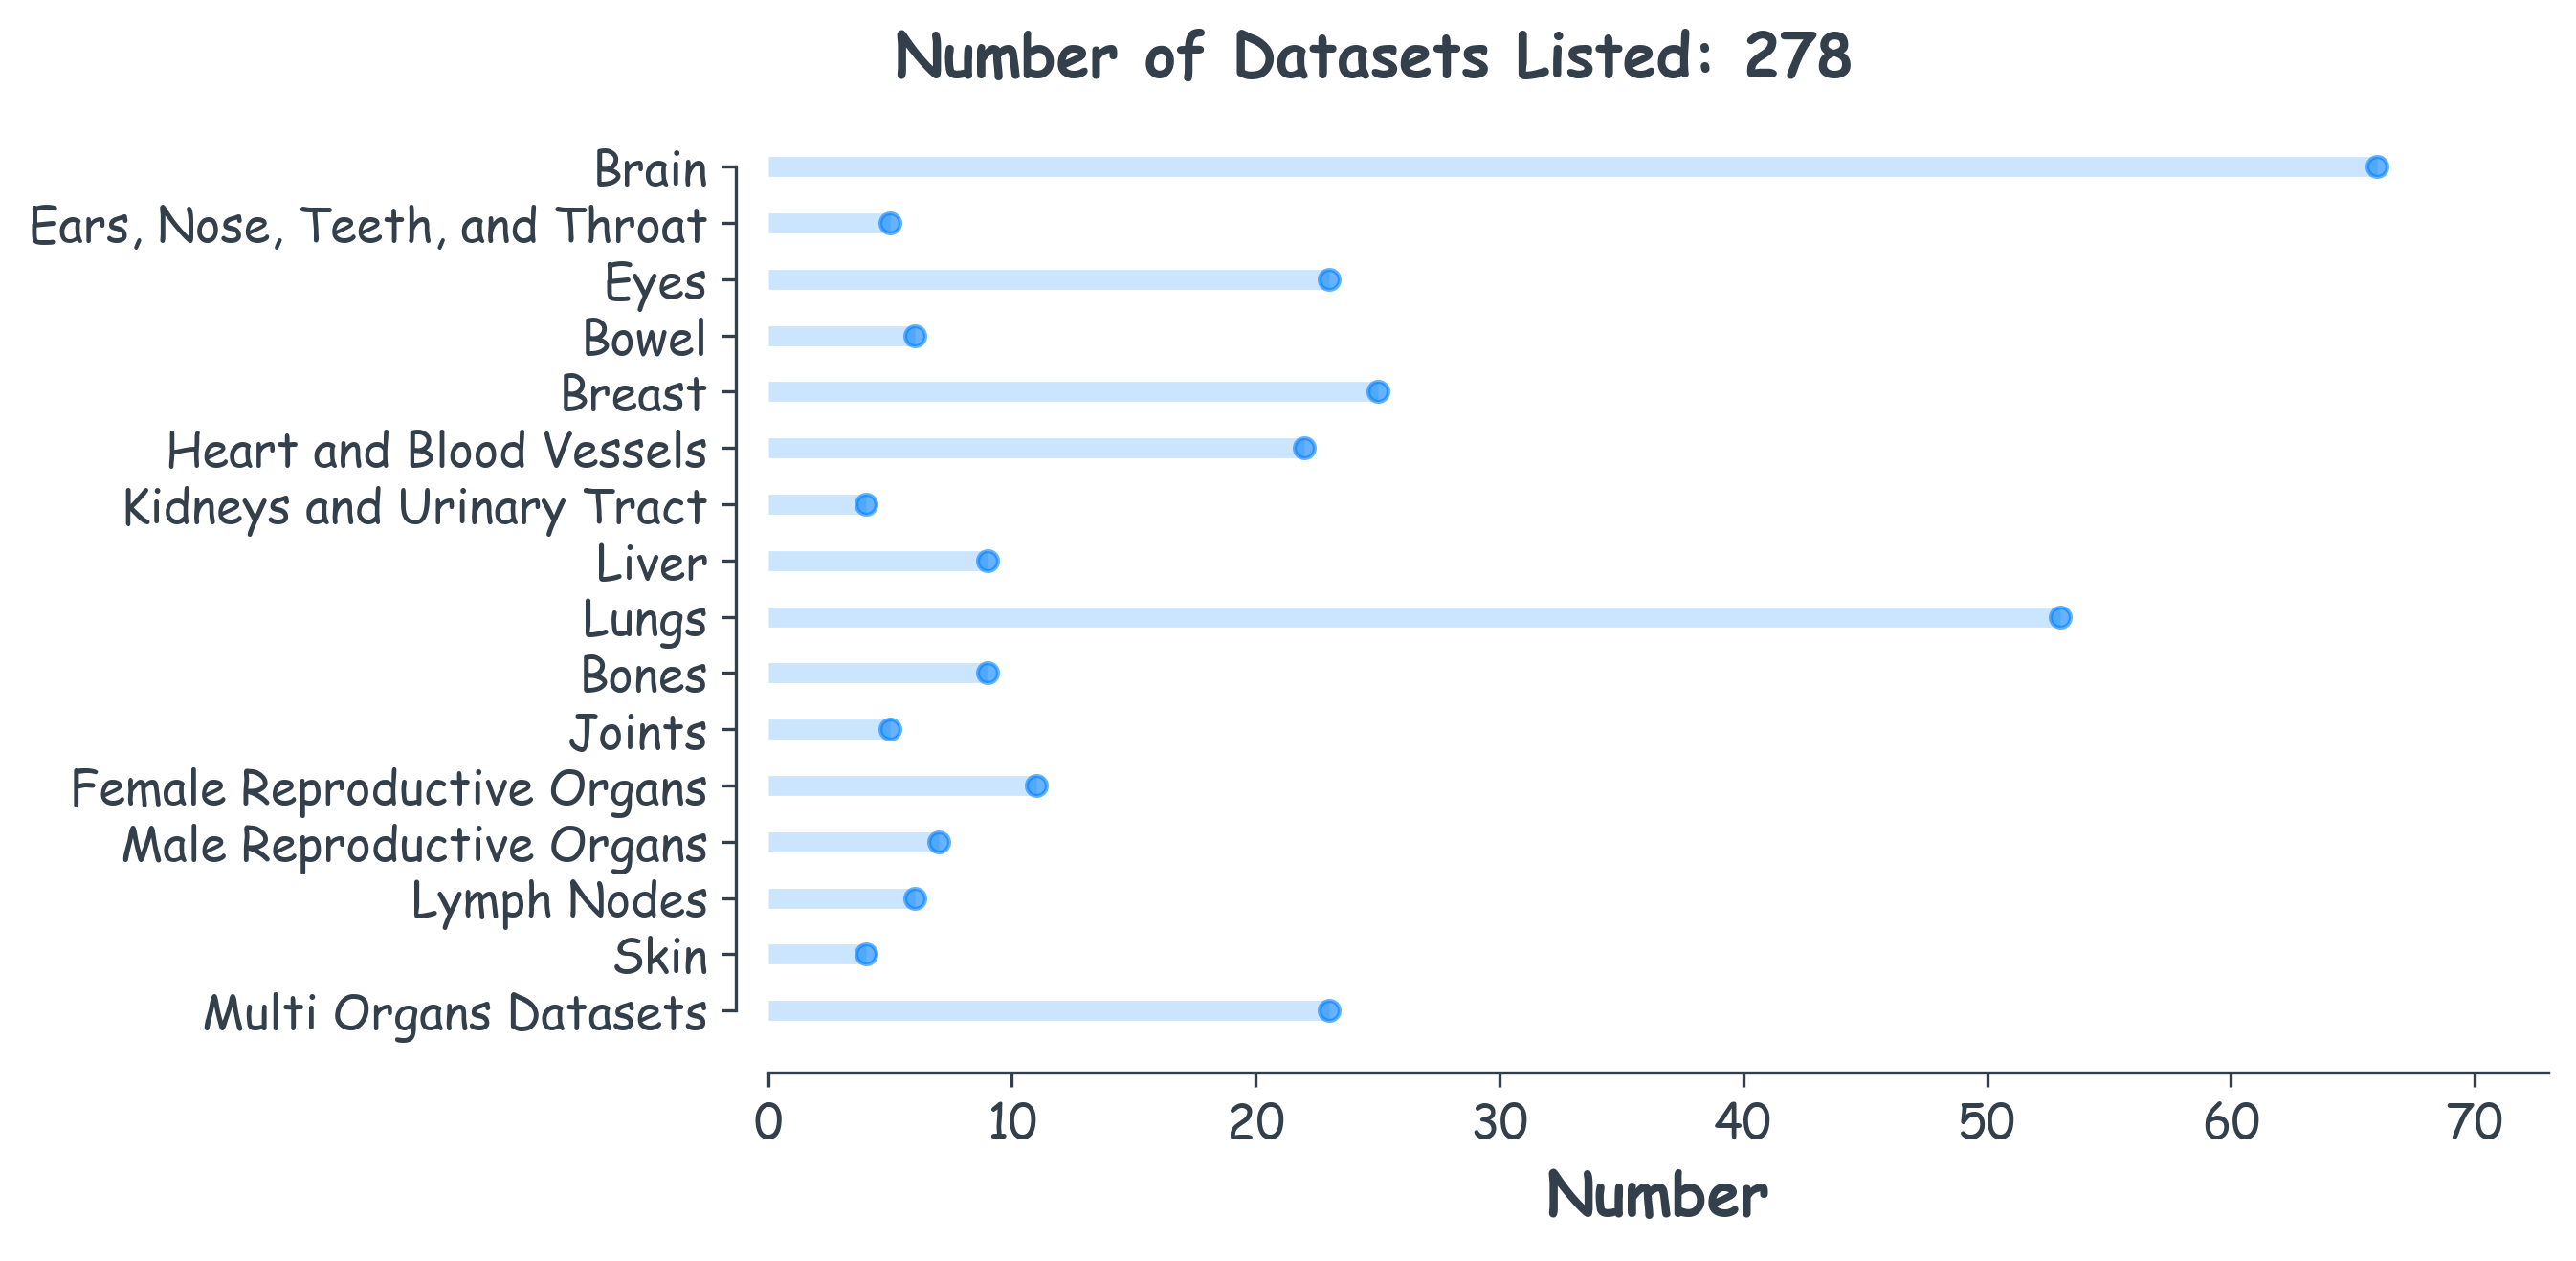 Number of Datasets Listed: 278
Brain
Ears, Nose, Teeth, and Throat
Eyes
Bowel
Breast
Heart and Blood Vessels
Kidneys and Urinary Tract
Liver
Lungs
Bones
Joints
Female Reproductive Organs
Male Reproductive Organs
Lymph Nodes
Skin
Multi Organs Datasets
0 10 20 30 40 50 60 70
Number